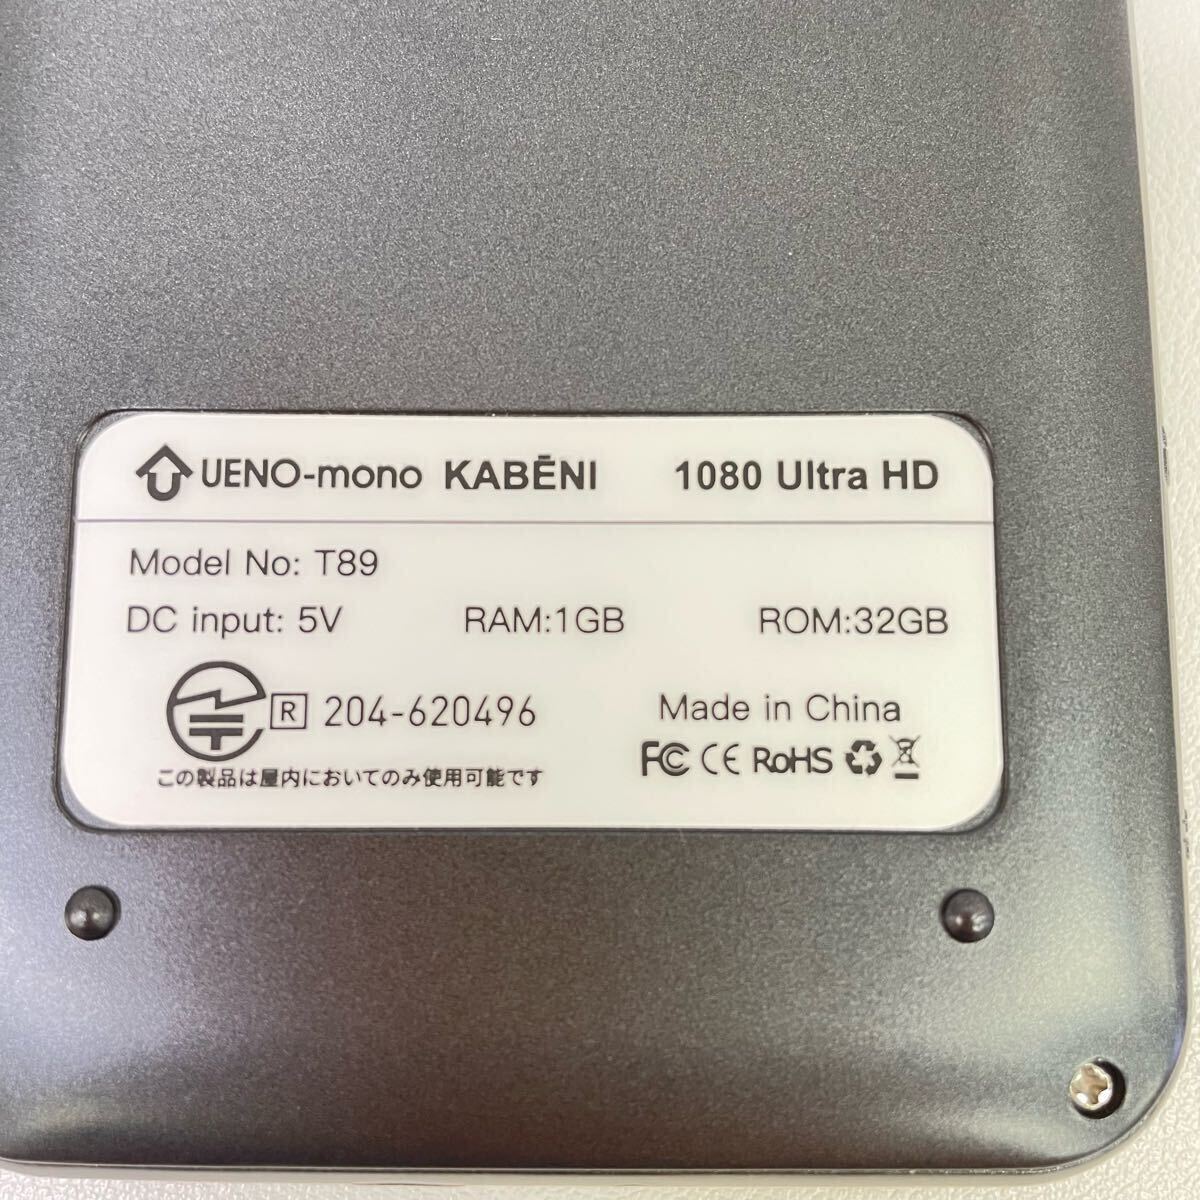 UENO-mono KABĒNI 1080 Ultra HD
Model No: T89
DC input: 5V RAM:1GB ROM:32GB
R 204-620496 Made in China
この製品は屋内においてのみ使用可能です FC CE RoHS